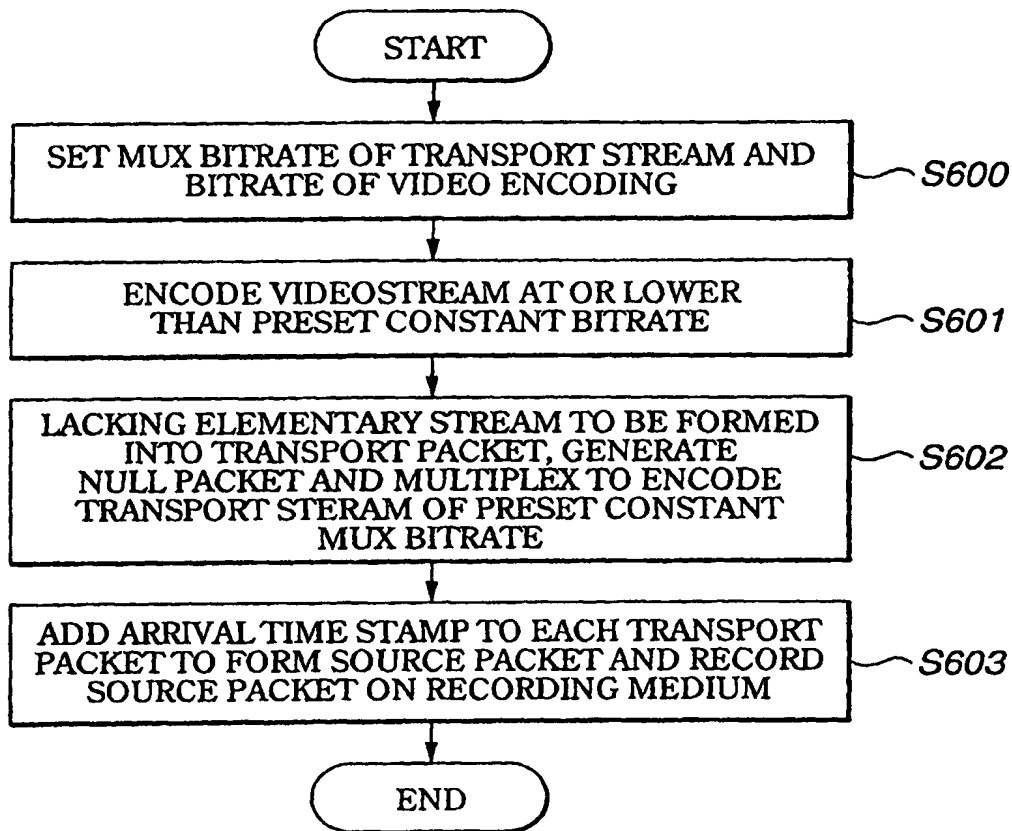 START
SET MUX BITRATE OF TRANSPORT STREAM AND
BITRATE OF VIDEO ENCODING
S600
ENCODE VIDEOSTREAM AT OR LOWER
THAN PRESET CONSTANT BITRATE
S601
LACKING ELEMENTARY STREAM TO BE FORMED
INTO TRANSPORT PACKET, GENERATE
NULL PACKET AND MULTIPLEX TO ENCODE
TRANSPORT STERAM OF PRESET CONSTANT
MUX BITRATE
S602
ADD ARRIVAL TIME STAMP TO EACH TRANSPORT
PACKET TO FORM SOURCE PACKET AND RECORD
SOURCE PACKET ON RECORDING MEDIUM
S603
END